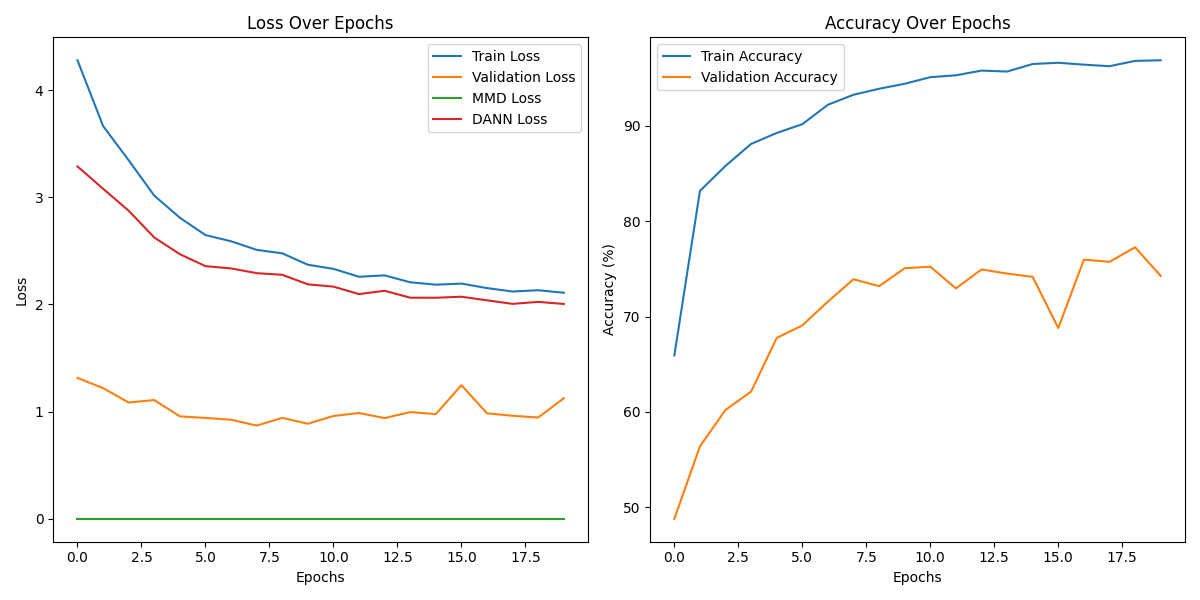 Loss Over Epochs
Train Loss
Validation Loss
MMD Loss
DANN Loss
4
3
2
1
0
Loss
0.0 2.5 5.0 7.5 10.0 12.5 15.0 17.5
Epochs
Accuracy Over Epochs
Train Accuracy
Validation Accuracy
90
80
70
60
50
Accuracy (%)
0.0 2.5 5.0 7.5 10.0 12.5 15.0 17.5
Epochs